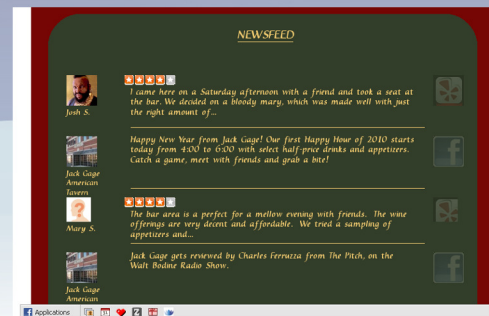 NEWSFEED
I came here on a Saturday afternoon with a friend and took a seat at
the bar. We decided on a bloody mary, which was made well with just
the right amount of...
Josh S.
Happy New Year from Jack Gage! Our first Happy Hour of 2010 starts
today from 4:00 to 6:00 with select half-price drinks and appetizers.
Catch a game, meet with friends and grab a bite!
Jack Gage
American
Tavern
The bar area is a perfect for a mellow evening with friends. The wine
offerings are very decent and affordable. We tried a sampling of
appetizers and...
Mary S.
Jack Gage gets reviewed by Charles Ferruzza from The Pitch, on the
Walt Bodine Radio Show.
Jack Gage
American
Applications